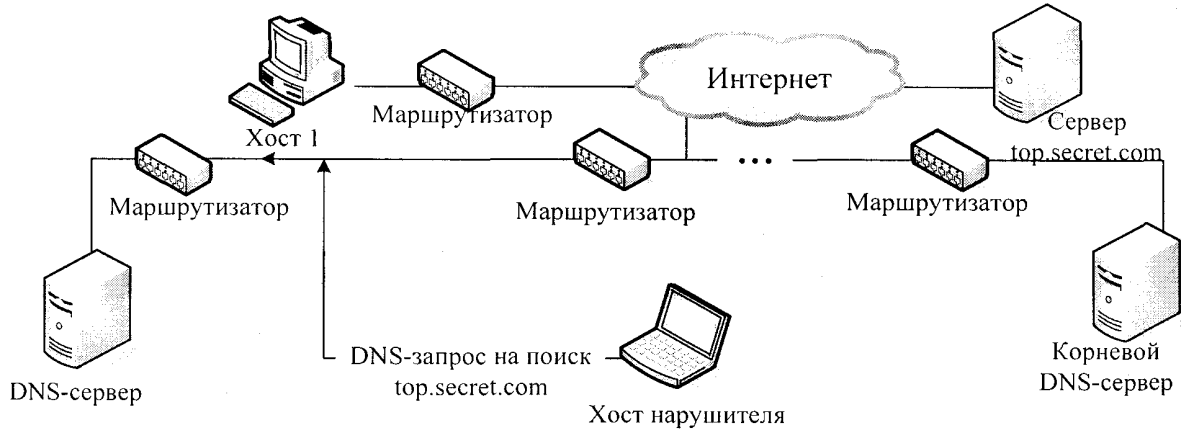 Интернет
Маршрутизатор
Хост 1
Сервер
top.secret.com
Маршрутизатор
Маршрутизатор
Маршрутизатор
DNS-запрос на поиск
top.secret.com
Корневой
DNS-сервер
DNS-сервер
Хост нарушителя